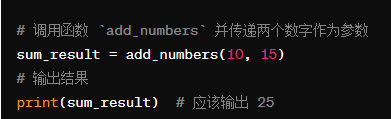 # 调用函数 `add_numbers` 并传递两个数字作为参数
sum_result = add_numbers(10, 15)
# 输出结果
print(sum_result)  # 应该输出 25